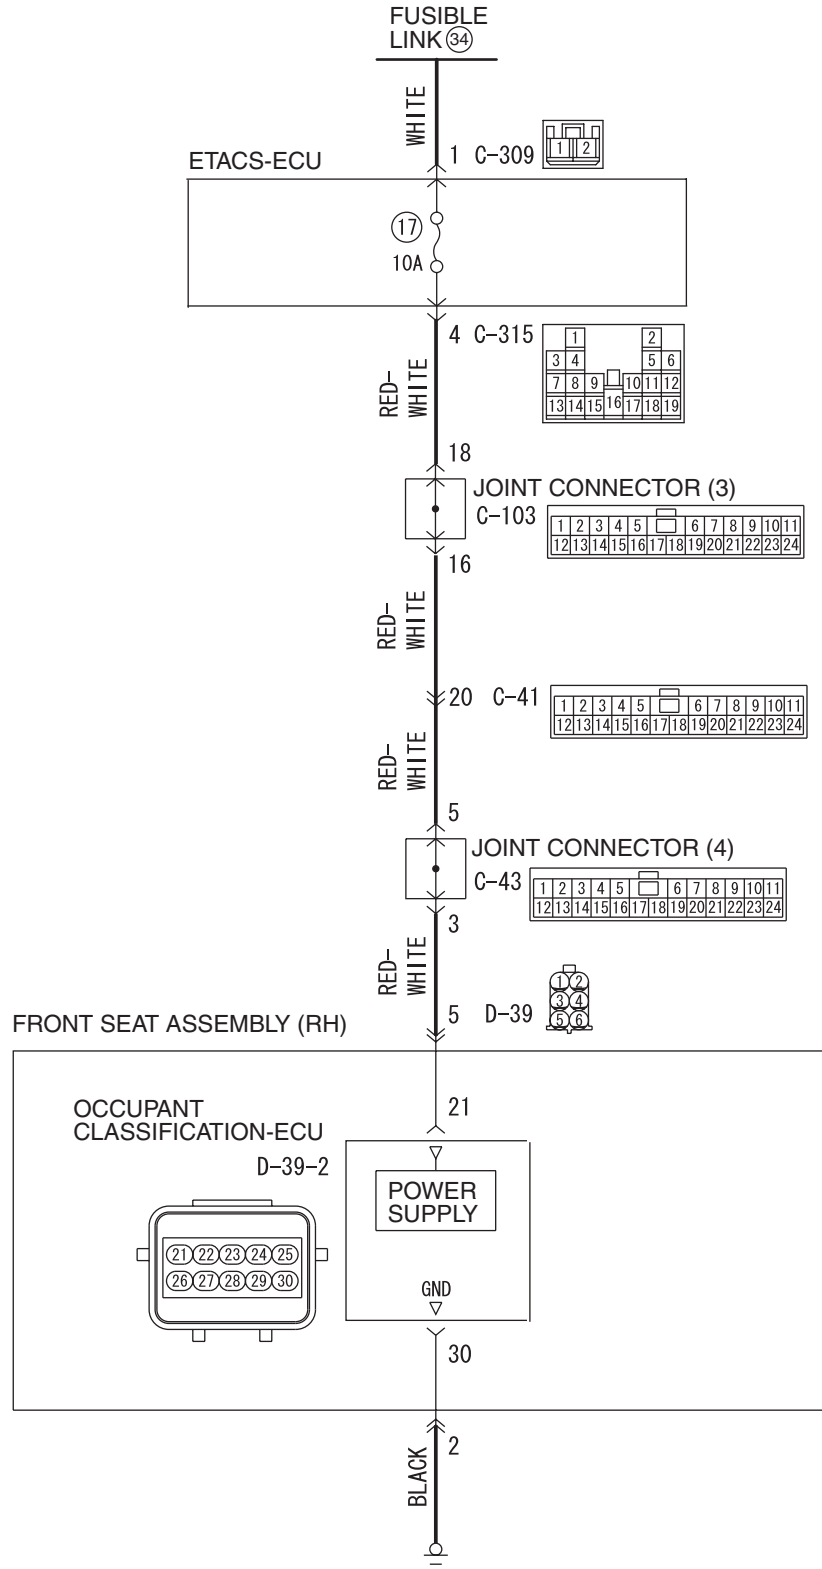 FUSIBLE
LINK 34
WHITE
1 C-309
1 2
ETACS-ECU
17
10A
4 C-315
1 2
3 4 5 6
7 8 9 10 11 12
13 14 15 16 17 18 19
RED-
WHITE
18
JOINT CONNECTOR (3)
C-103
1 2 3 4 5 6 7 8 9 10 11
12 13 14 15 16 17 18 19 20 21 22 23 24
16
RED-
WHITE
20 C-41
1 2 3 4 5 6 7 8 9 10 11
12 13 14 15 16 17 18 19 20 21 22 23 24
RED-
WHITE
5
JOINT CONNECTOR (4)
C-43
1 2 3 4 5 6 7 8 9 10 11
12 13 14 15 16 17 18 19 20 21 22 23 24
3
RED-
WHITE
5 D-39
1 2
3 4
5 6
FRONT SEAT ASSEMBLY (RH)
21
OCCUPANT
CLASSIFICATION-ECU
D-39-2
POWER
SUPPLY
21 22 23 24 25
26 27 28 29 30
GND
30
2
BLACK